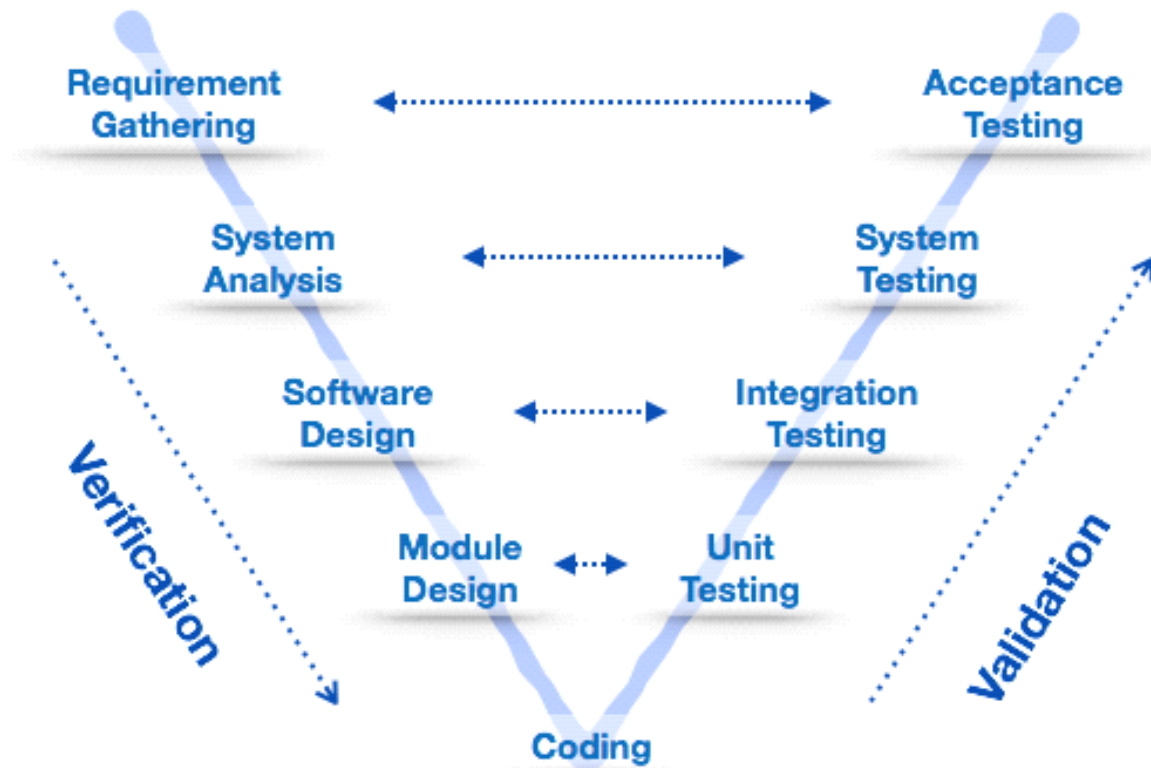 Requirement
Gathering
Acceptance
Testing
System
Analysis
System
Testing
Software
Design
Integration
Testing
Module
Design
Unit
Testing
Verification
Validation
Coding